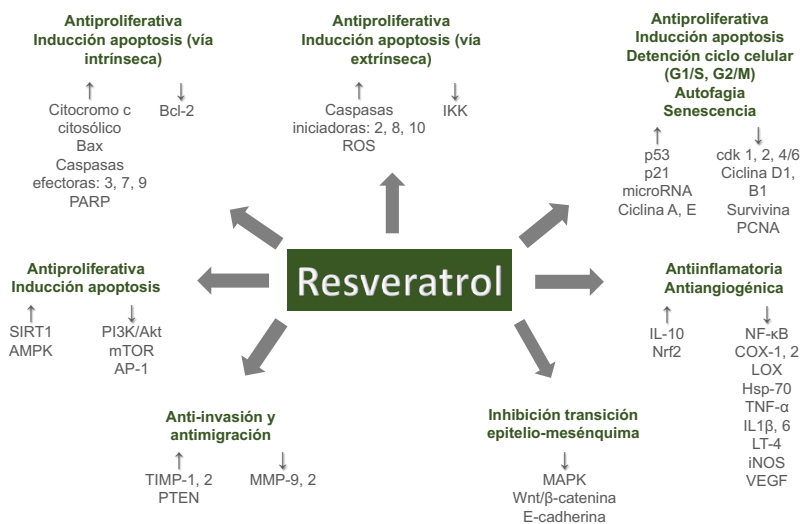 Antiproliferativa
Inducción apoptosis (vía
intrínseca)
↑
Citocromo c
citosólico
Bax
Caspasas
efectoras: 3, 7, 9
PARP
↓
Bcl-2
Antiproliferativa
Inducción apoptosis (vía
extrínseca)
↑
Caspasas
iniciadoras: 2, 8, 10
ROS
↓
IKK
Antiproliferativa
Inducción apoptosis
Detención ciclo celular
(G1/S, G2/M)
Autofagia
Senescencia
↑
p53
p21
microRNA
Ciclina A, E
↓
cdk 1, 2, 4/6
Ciclina D1,
B1
Survivina
PCNA
Antiproliferativa
Inducción apoptosis
↑
SIRT1
AMPK
↓
PI3K/Akt
mTOR
AP-1
Resveratrol
Antiinflamatoria
Antiangiogénica
↑
IL-10
Nrf2
↓
NF-κB
COX-1, 2
LOX
Hsp-70
TNF-α
IL1β, 6
LT-4
iNOS
VEGF
Anti-invasión y
antimigración
↑
TIMP-1, 2
PTEN
↓
MMP-9, 2
Inhibición transición
epitelio-mesénquima
↓
MAPK
Wnt/β-catenina
E-cadherina